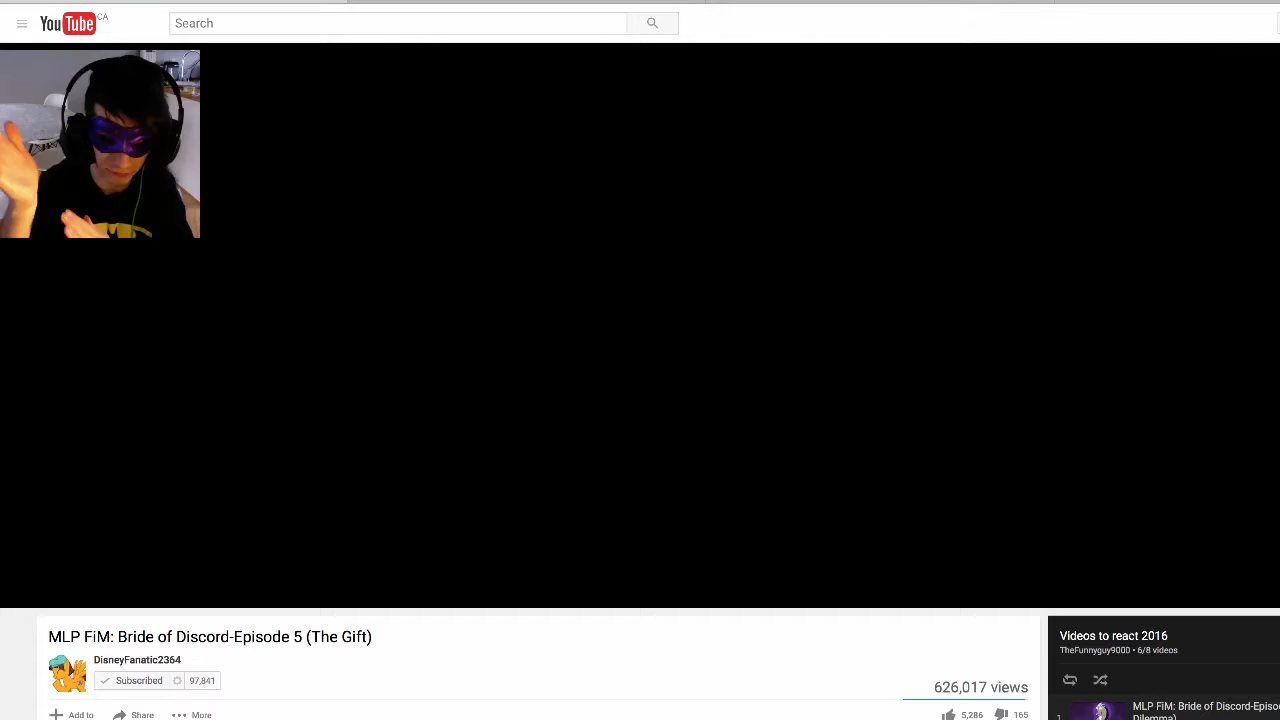 YouTube CA
Search
MLP FiM: Bride of Discord-Episode 5 (The Gift)
DisneyFanatic2364
Subscribed 97,841
626,017 views
Add to Share More
5,286 165
Videos to react 2016
TheFunnyguy9000 • 6/8 videos
1
MLP FiM: Bride of Discord-Episo
Dilemma)